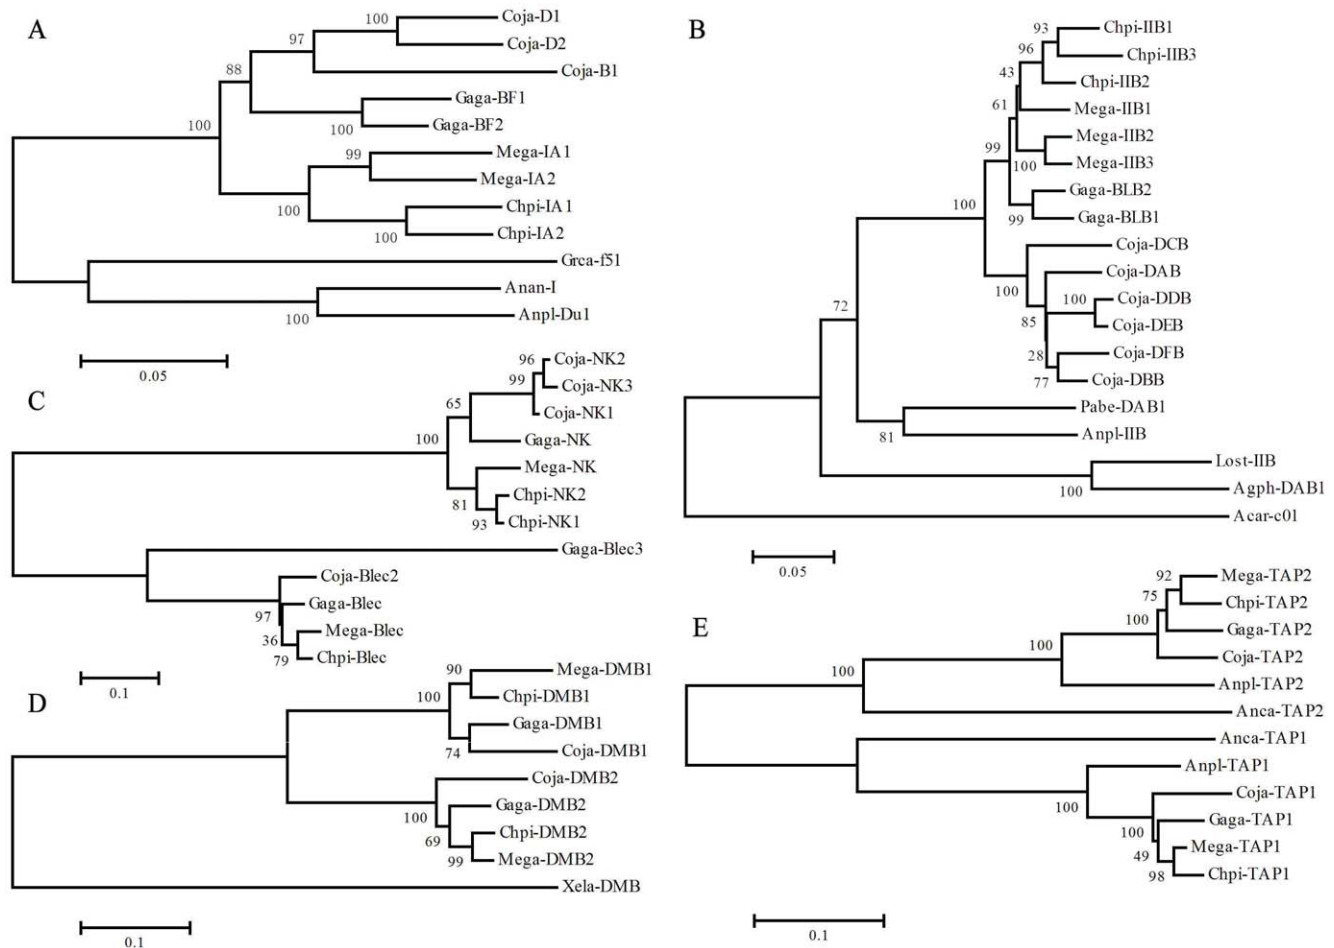 A
100
Coja-D1
97
Coja-D2
88
Coja-B1
Gaga-BF1
100
100
Gaga-BF2
99
Mega-IA1
Mega-IA2
100
Chpi-IA1
100
Chpi-IA2
Grca-f51
Anan-I
100
Anpl-Du1
0.05
B
93
Chpi-IIB1
96
Chpi-IIB3
43
Chpi-IIB2
61
Mega-IIB1
Mega-IIB2
99
100
Mega-IIB3
Gaga-BLB2
100
99
Gaga-BLB1
Coja-DCB
Coja-DAB
100
100
Coja-DDB
72
85
Coja-DEB
28
Coja-DFB
77
Coja-DBB
Pabe-DAB1
81
Anpl-IIB
Lost-IIB
100
Agph-DAB1
Acar-c01
0.05
C
96
Coja-NK2
99
Coja-NK3
65
Coja-NK1
100
Gaga-NK
Mega-NK
81
Chpi-NK2
93
Chpi-NK1
Gaga-Blec3
Coja-Blec2
97
Gaga-Blec
36
Mega-Blec
79
Chpi-Blec
0.1
D
90
Mega-DMB1
100
Chpi-DMB1
Gaga-DMB1
74
Coja-DMB1
Coja-DMB2
100
Gaga-DMB2
69
Chpi-DMB2
99
Mega-DMB2
Xela-DMB
0.1
E
92
Mega-TAP2
75
Chpi-TAP2
100
Gaga-TAP2
100
Coja-TAP2
100
Anpl-TAP2
Anca-TAP2
Anca-TAP1
Anpl-TAP1
100
Coja-TAP1
100
Gaga-TAP1
49
Mega-TAP1
98
Chpi-TAP1
0.1